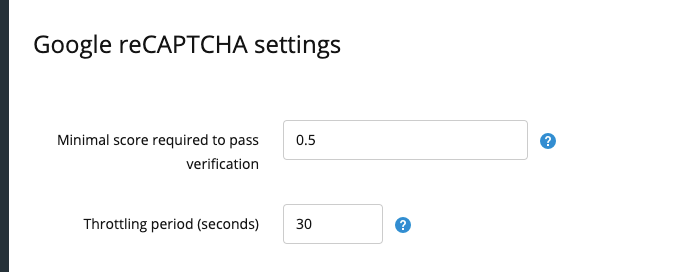 Google reCAPTCHA settings
Minimal score required to pass
verification
0.5
?
Throttling period (seconds)
30
?